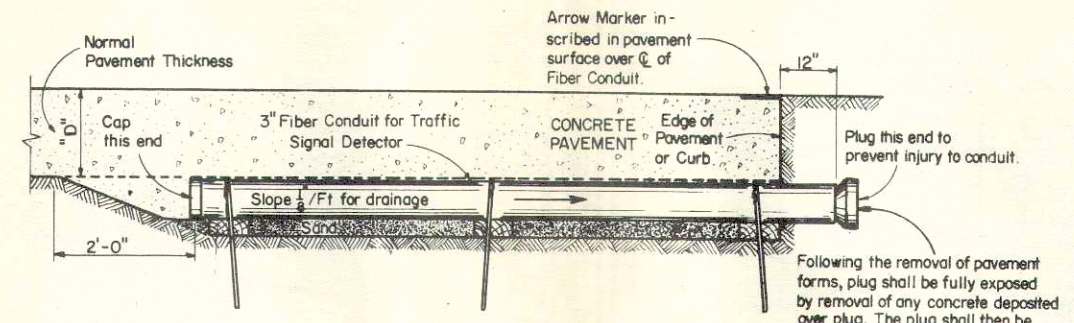 Normal
Pavement Thickness
Arrow Marker in-
scribed in pavement
surface over ℄ of
Fiber Conduit.
12"
"D"
Cap
this end
3" Fiber Conduit for Traffic
Signal Detector
CONCRETE
PAVEMENT
Edge of
Pavement
or Curb
Plug this end to
prevent injury to conduit.
Slope 1/8"/Ft for drainage
Sand
2'-0"
Following the removal of pavement
forms, plug shall be fully exposed
by removal of any concrete deposited
over plug. The plug shall then be